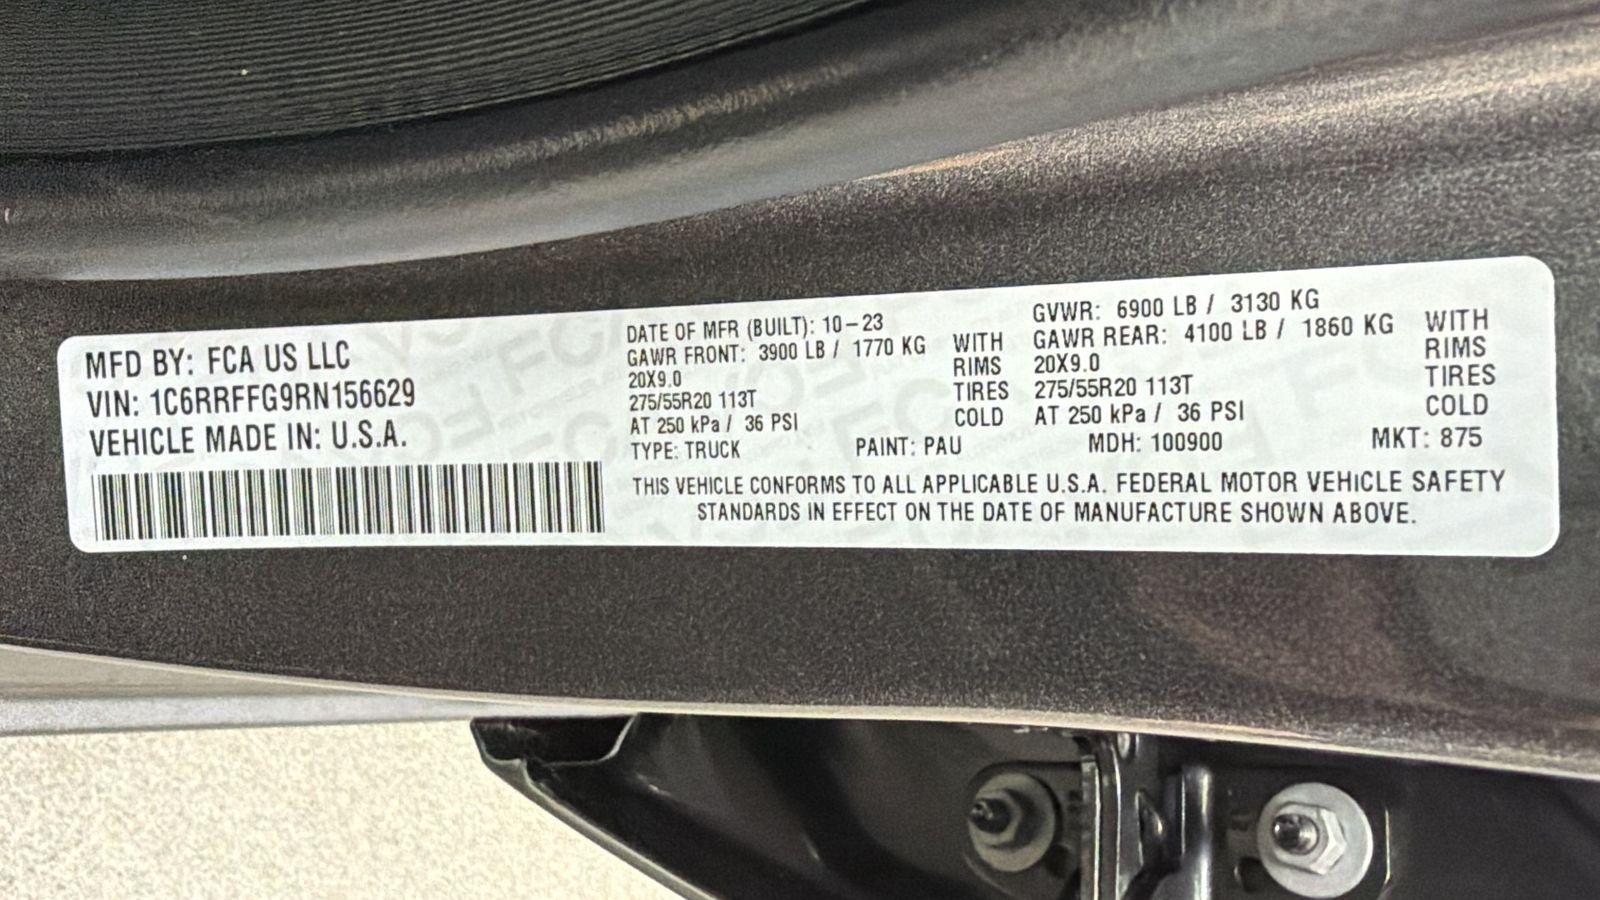 MFD BY: FCA US LLC
VIN: 1C6RRFFG9RN156629
VEHICLE MADE IN: U.S.A.
DATE OF MFR (BUILT): 10-23
GAWR FRONT: 3900 LB / 1770 KG WITH
20X9.0 RIMS
275/55R20 113T TIRES
AT 250 kPa / 36 PSI COLD
GVWR: 6900 LB / 3130 KG
GAWR REAR: 4100 LB / 1860 KG WITH
20X9.0 RIMS
275/55R20 113T TIRES
AT 250 kPa / 36 PSI COLD
TYPE: TRUCK PAINT: PAU MDH: 100900 MKT: 875
THIS VEHICLE CONFORMS TO ALL APPLICABLE U.S.A. FEDERAL MOTOR VEHICLE SAFETY
STANDARDS IN EFFECT ON THE DATE OF MANUFACTURE SHOWN ABOVE.